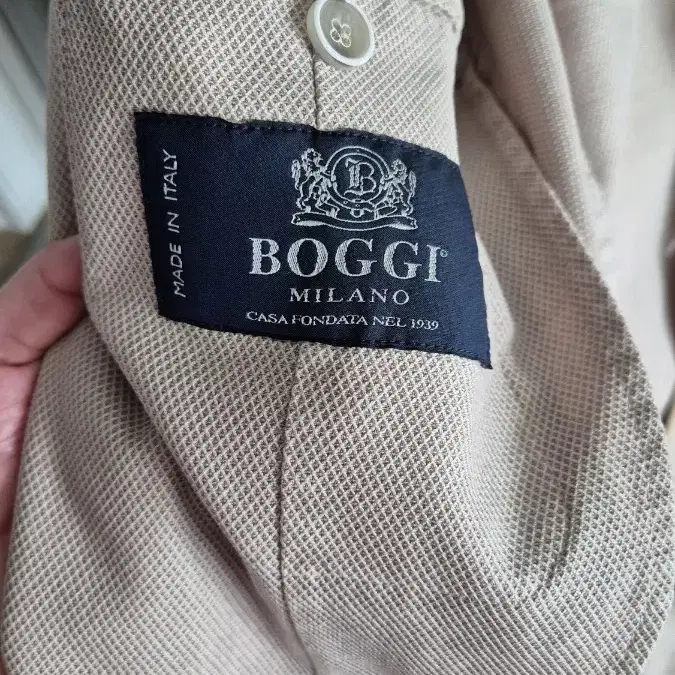 MADE IN ITALY
B
BOGGI
MILANO
CASA FONDATA NEL 1939